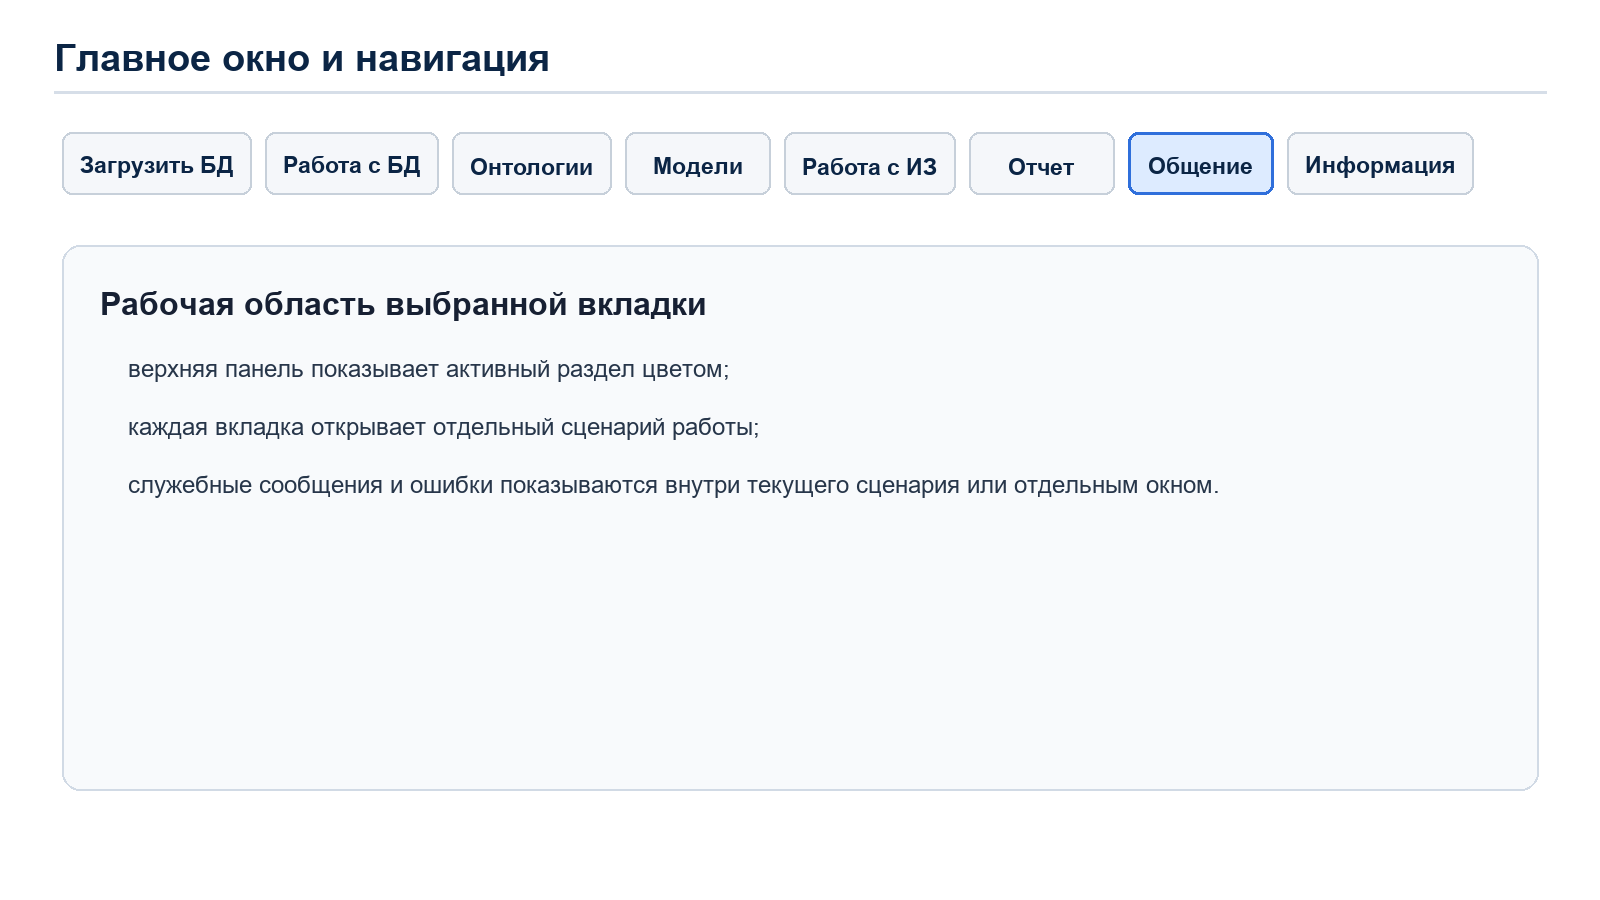 Главное окно и навигация
Загрузить БД Работа с БД Онтологии Модели Работа с ИЗ Отчет Общение Информация
Рабочая область выбранной вкладки
верхняя панель показывает активный раздел цветом;
каждая вкладка открывает отдельный сценарий работы;
служебные сообщения и ошибки показываются внутри текущего сценария или отдельным окном.